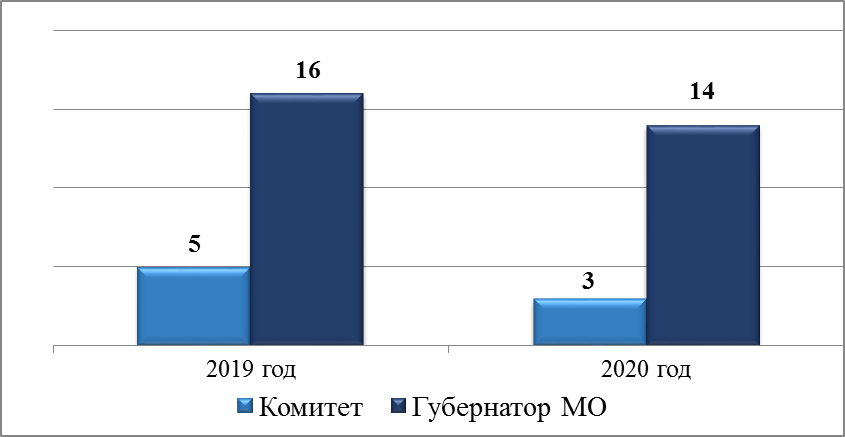 16
14
5
3
2019 год
2020 год
Комитет
Губернатор МО